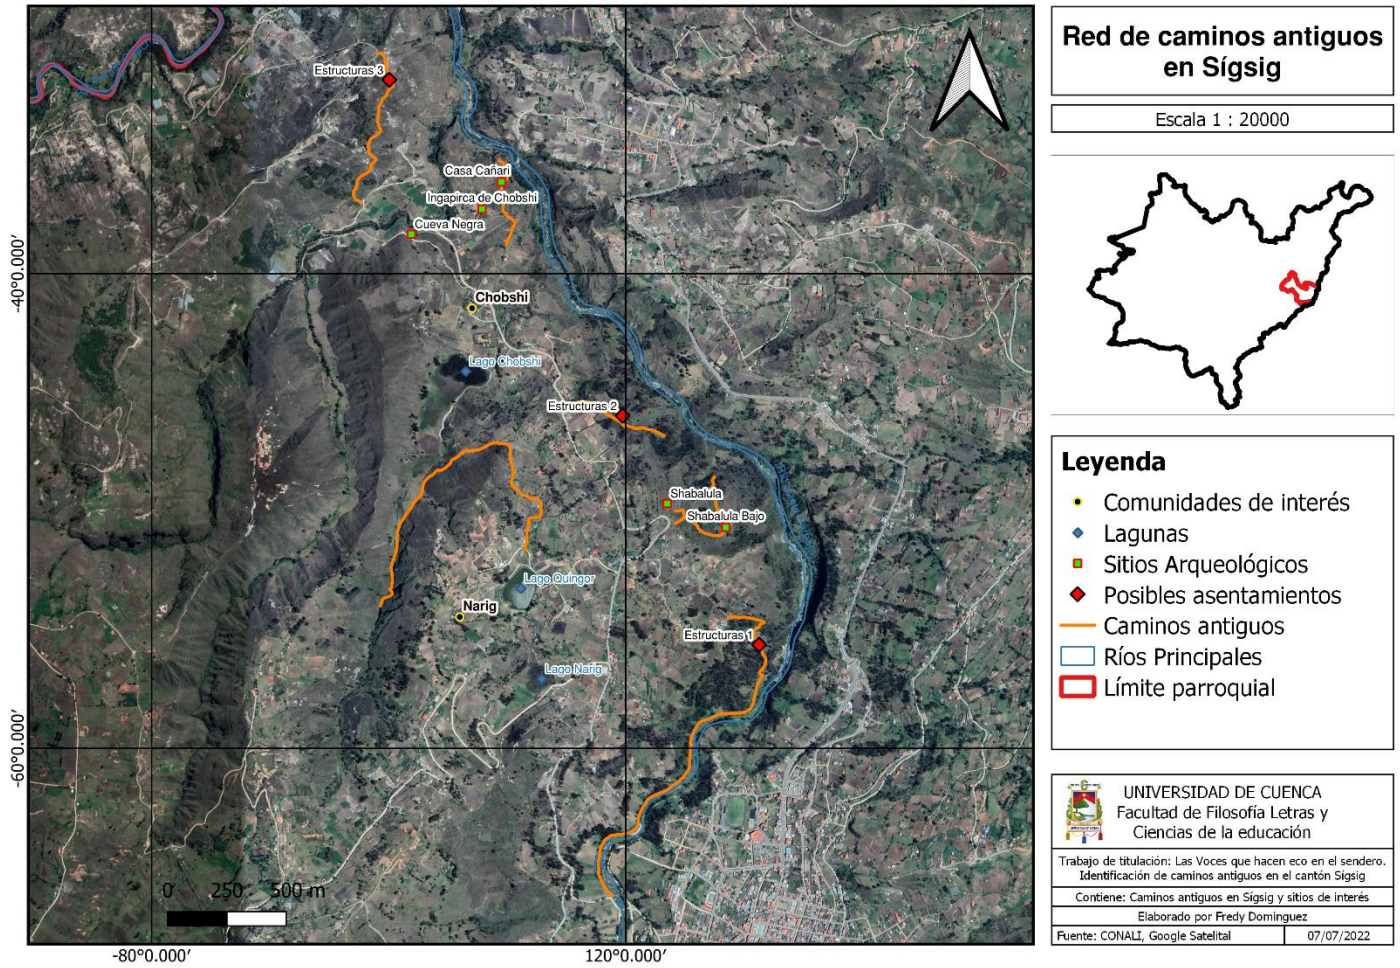 Red de caminos antiguos
en Sígsig
Escala 1 : 20000
Estructuras 3
Casa Cañari
Ingapirca de Chobshi
Cueva Negra
Chobshi
Lago Chobshi
Estructuras 2
Shabalula
Shabalula Bajo
Lago Quingor
Narig
Estructuras 1
Lago Narig
0 250 500 m
-40°0.000'
-60°0.000'
-80°0.000'
120°0.000'
Leyenda
Comunidades de interés
Lagunas
Sitios Arqueológicos
Posibles asentamientos
Caminos antiguos
Ríos Principales
Límite parroquial
UNIVERSIDAD DE CUENCA
Facultad de Filosofía Letras y
Ciencias de la educación
Trabajo de titulación: Las Voces que hacen eco en el sendero.
Identificación de caminos antiguos en el cantón Sígsig
Contiene: Caminos antiguos en Sígsig y sitios de interés
Elaborado por Fredy Dominguez
Fuente: CONALI, Google Satelital
07/07/2022